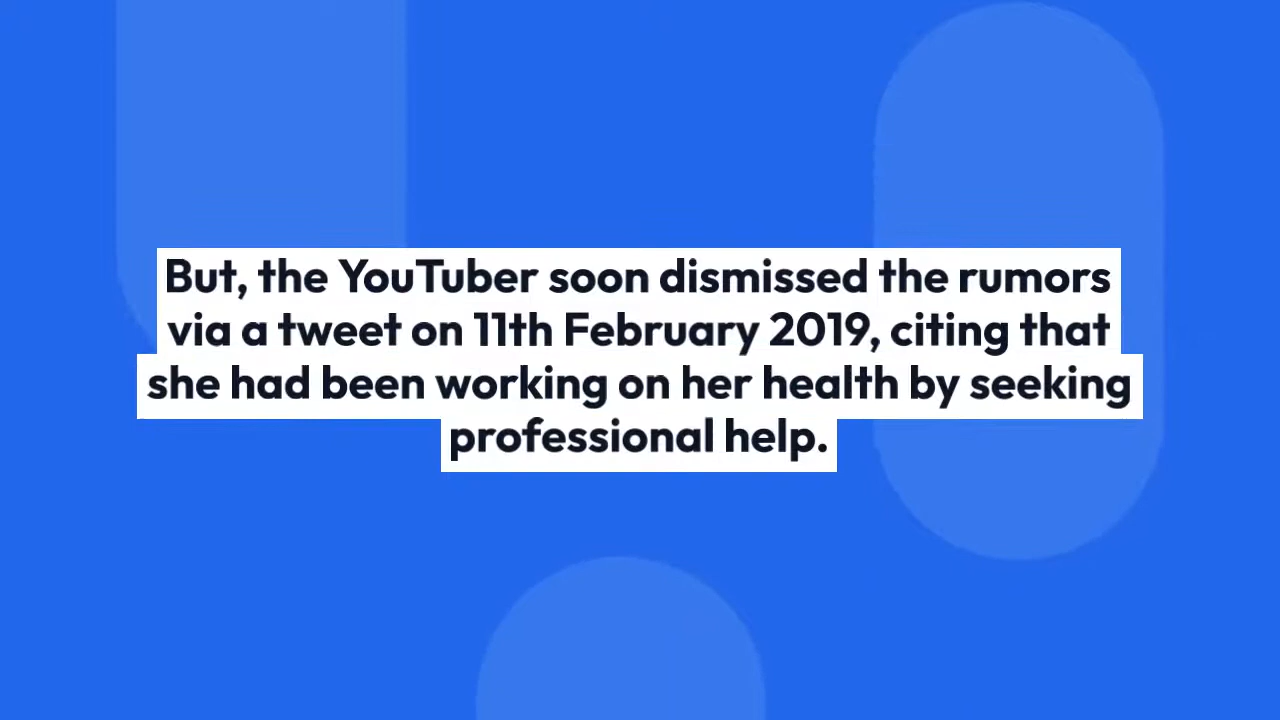 But, the YouTuber soon dismissed the rumors
via a tweet on 11th February 2019, citing that
she had been working on her health by seeking
professional help.